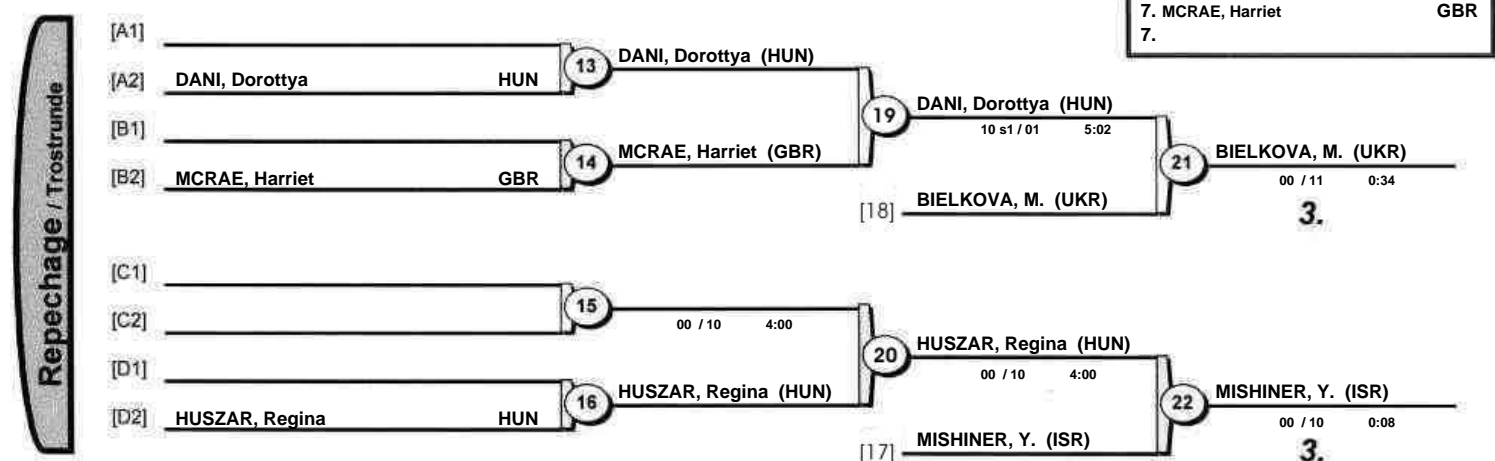 7. MCRAE, Harriet GBR
7.
Repechage / Trostrunde
[A1]
[A2] DANI, Dorottya HUN
13
DANI, Dorottya (HUN)
[B1]
[B2] MCRAE, Harriet GBR
14
MCRAE, Harriet (GBR)
19
DANI, Dorottya (HUN)
10 s1 / 01 5:02
[18] BIELKOVA, M. (UKR)
21
BIELKOVA, M. (UKR)
00 / 11 0:34
3.
[C1]
[C2]
15
00 / 10 4:00
[D1]
[D2] HUSZAR, Regina HUN
16
HUSZAR, Regina (HUN)
20
HUSZAR, Regina (HUN)
00 / 10 4:00
[17] MISHINER, Y. (ISR)
22
MISHINER, Y. (ISR)
00 / 10 0:08
3.